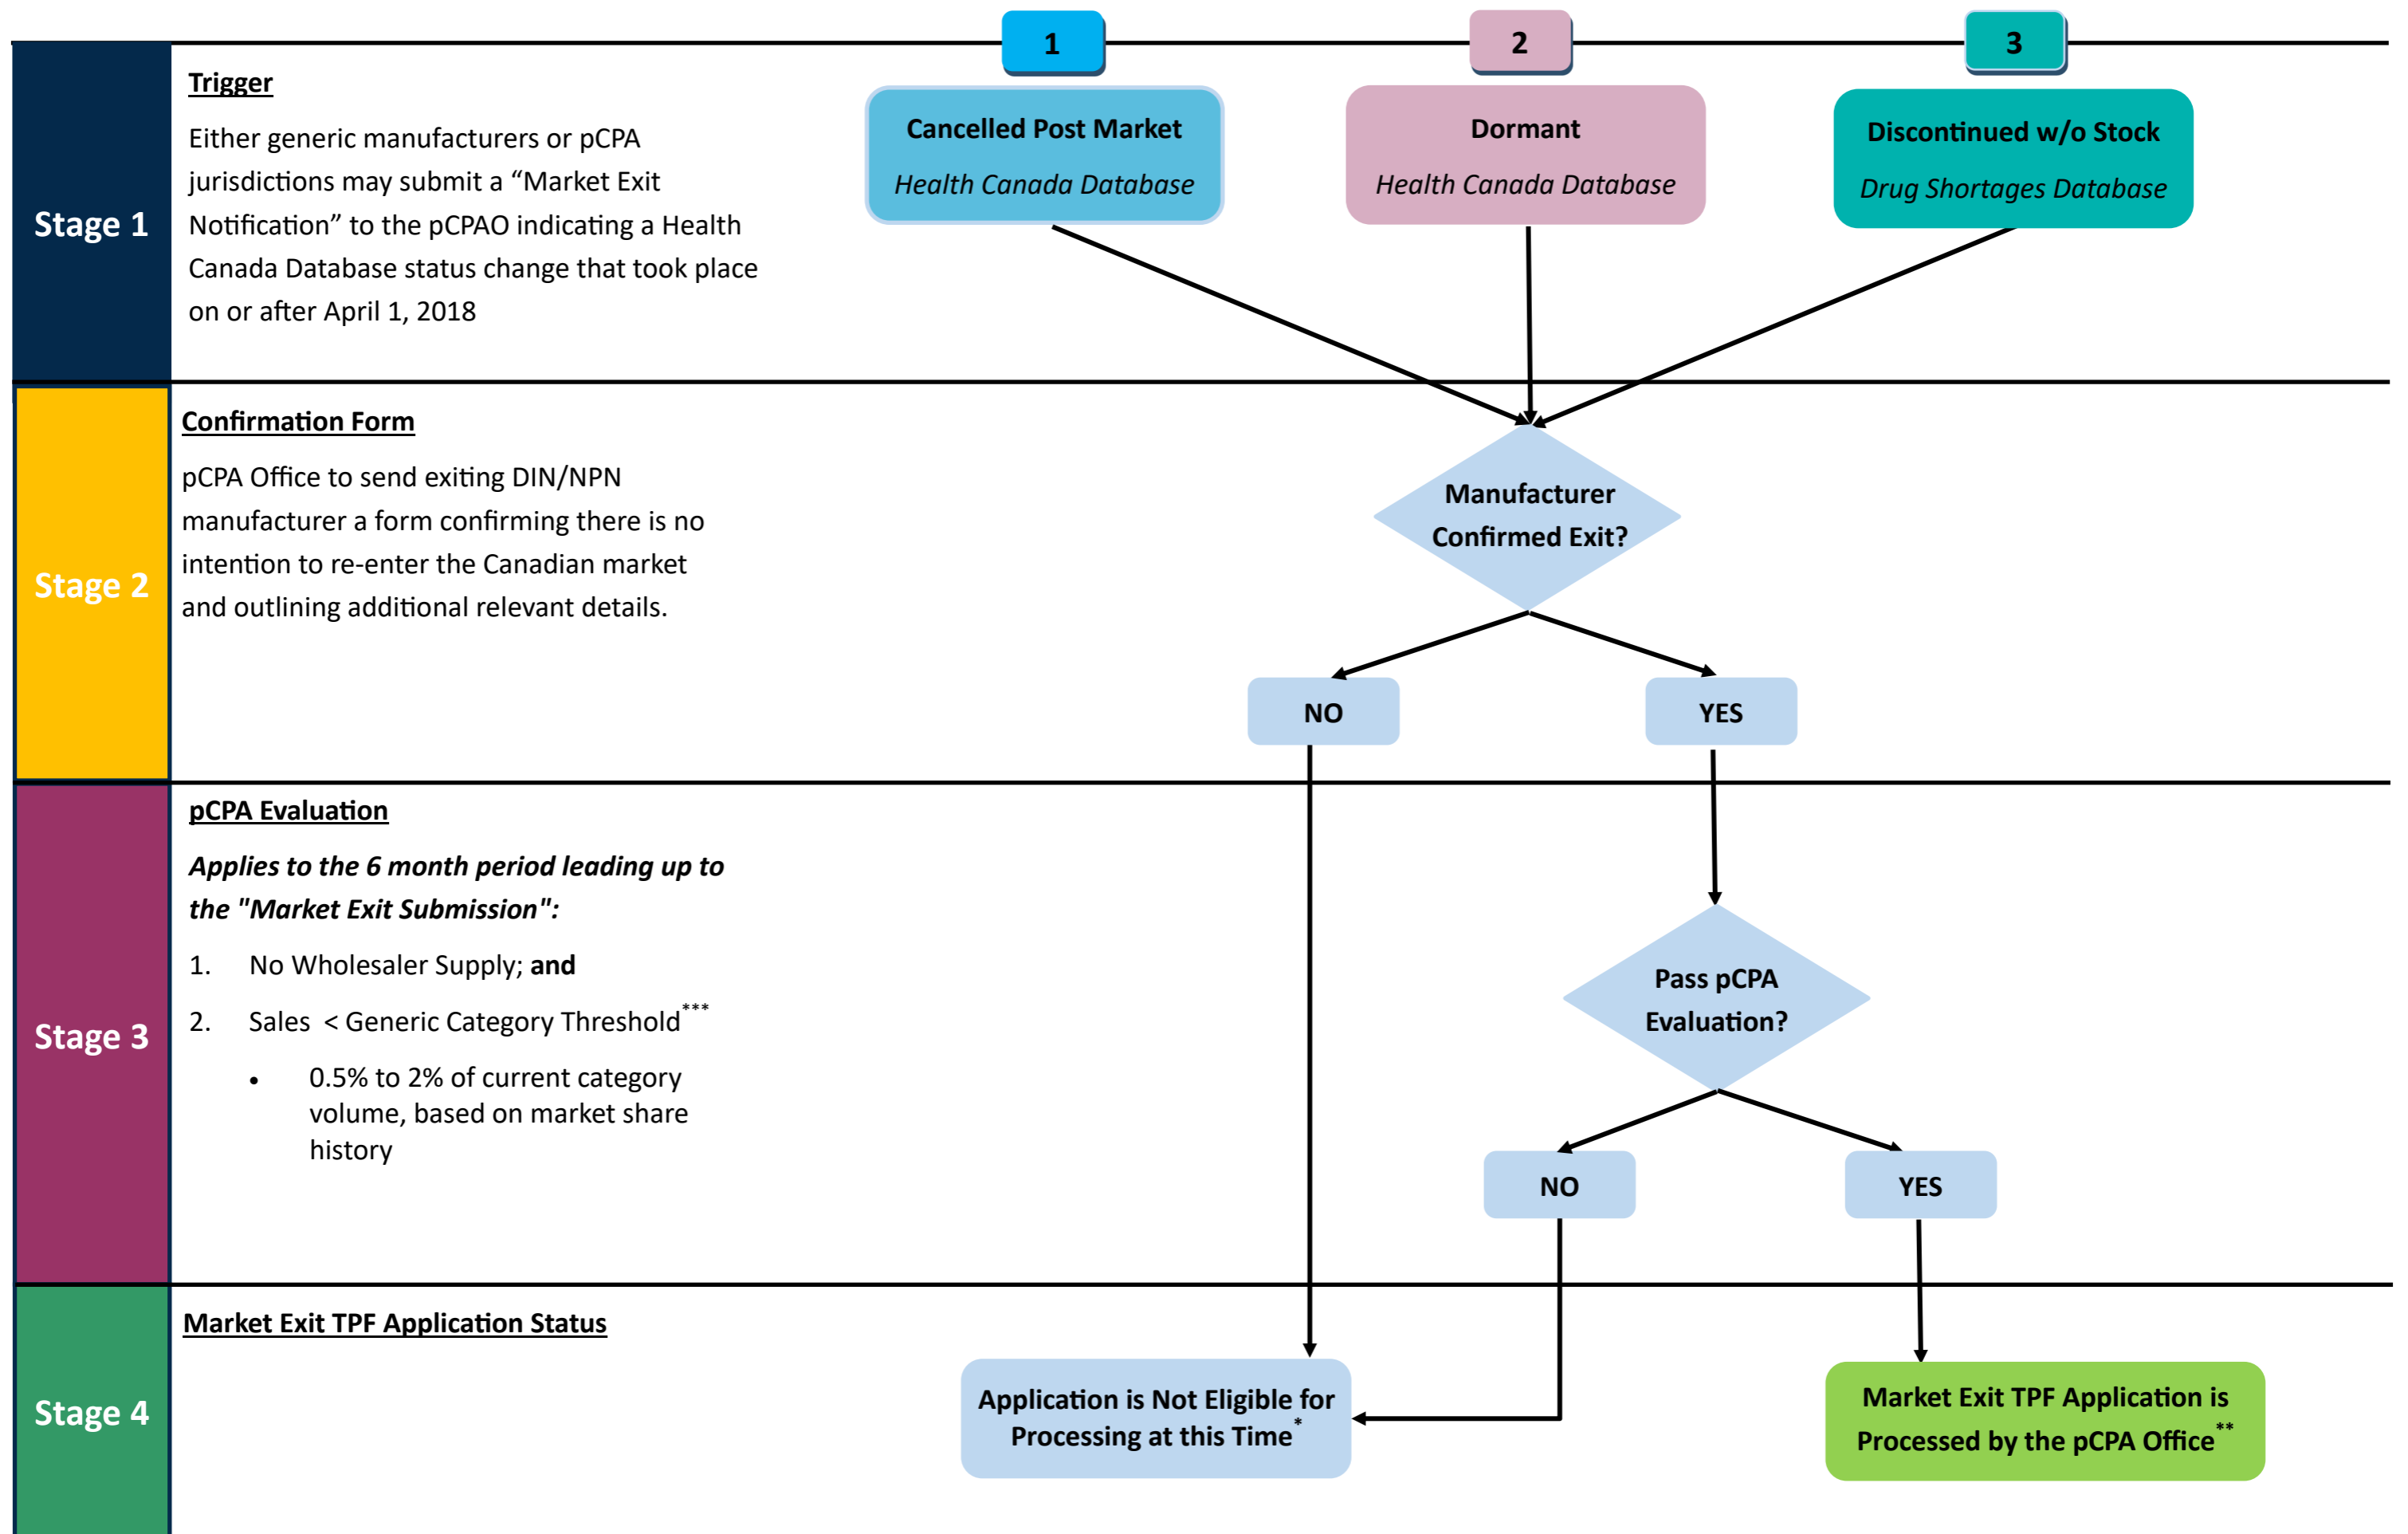 1
2
3
Stage 1
Trigger
Either generic manufacturers or pCPA
jurisdictions may submit a “Market Exit
Notification” to the pCPAO indicating a Health
Canada Database status change that took place
on or after April 1, 2018
Cancelled Post Market
Health Canada Database
Dormant
Health Canada Database
Discontinued w/o Stock
Drug Shortages Database
Stage 2
Confirmation Form
pCPA Office to send exiting DIN/NPN
manufacturer a form confirming there is no
intention to re-enter the Canadian market
and outlining additional relevant details.
Manufacturer
Confirmed Exit?
NO
YES
Stage 3
pCPA Evaluation
Applies to the 6 month period leading up to
the "Market Exit Submission":
1. No Wholesaler Supply; and
2. Sales < Generic Category Threshold***
• 0.5% to 2% of current category
volume, based on market share
history
Pass pCPA
Evaluation?
NO
YES
Stage 4
Market Exit TPF Application Status
Application is Not Eligible for
Processing at this Time*
Market Exit TPF Application is
Processed by the pCPA Office**